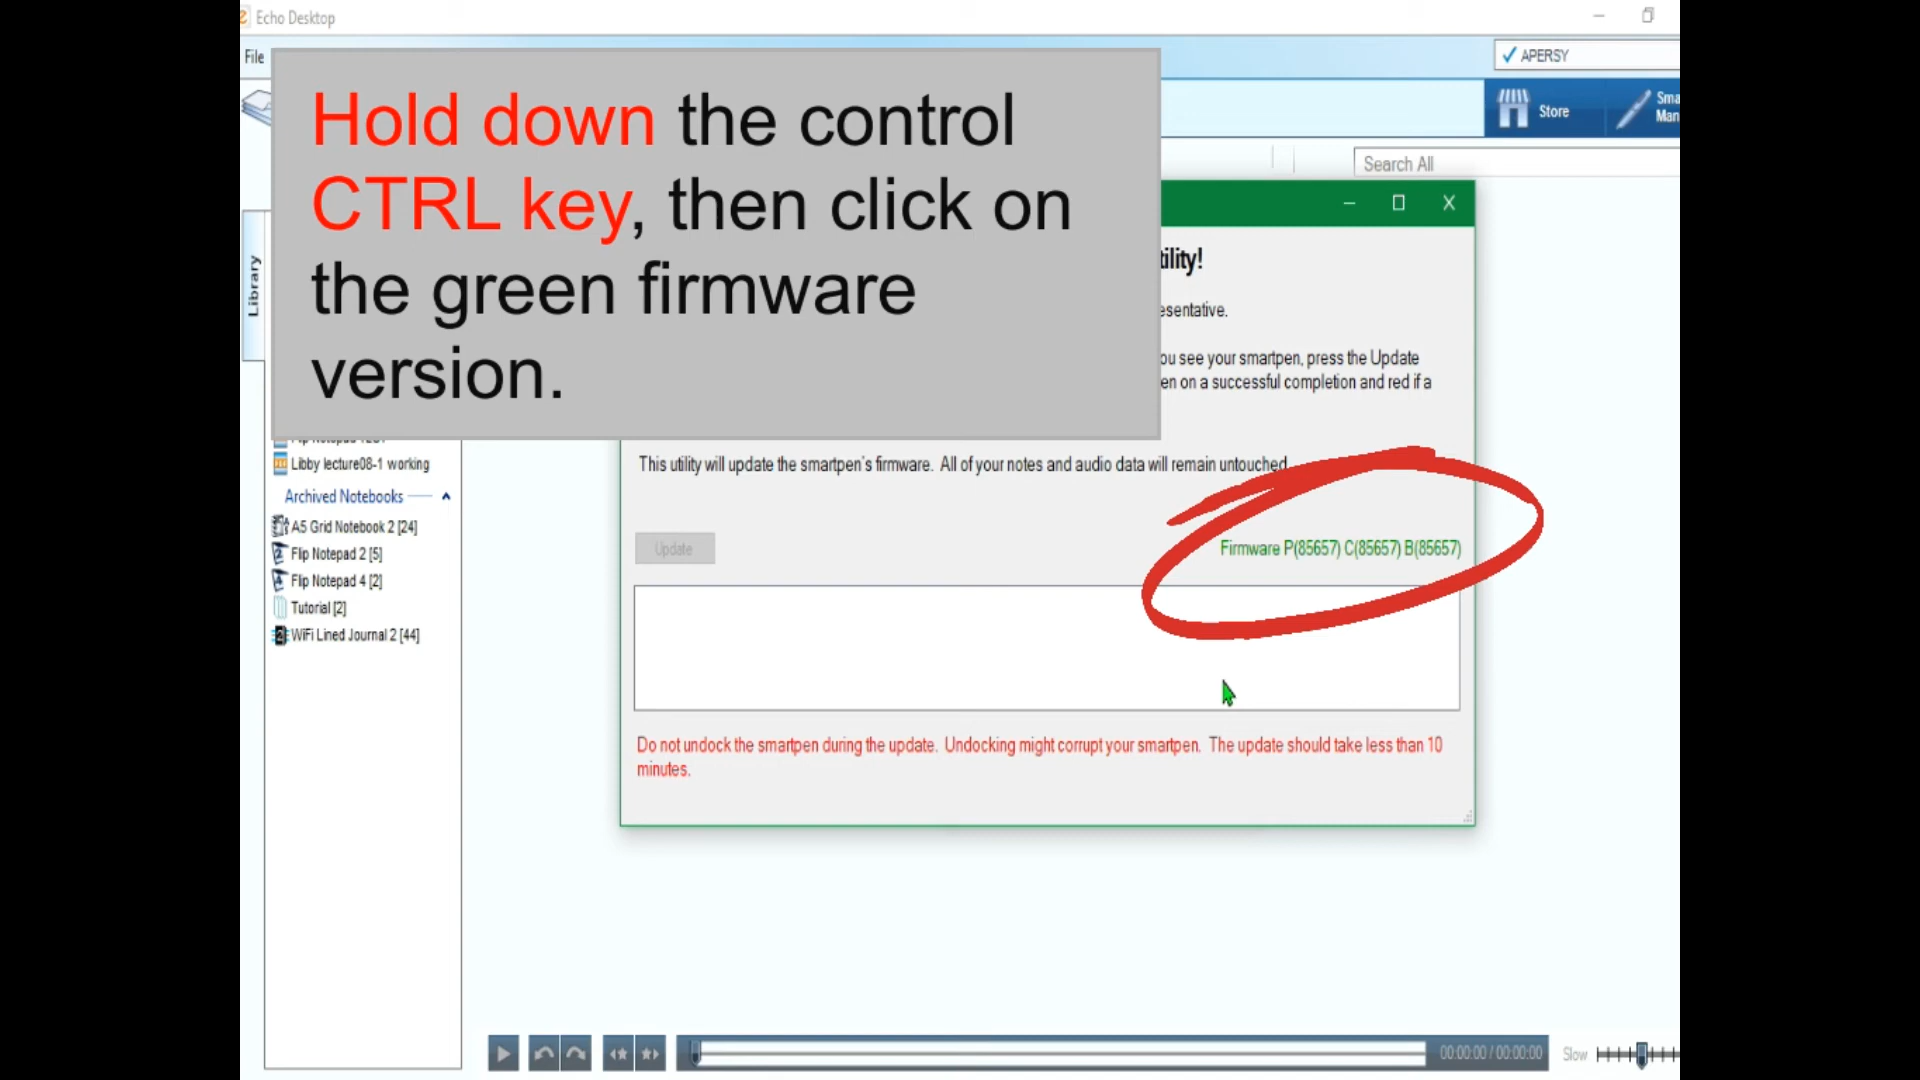 Echo Desktop
File
APERSY
Store
Search All
Hold down the control
CTRL key, then click on
the green firmware
version.
Library
tility!
esentative.
ou see your smartpen, press the Update
en on a successful completion and red if a
This utility will update the smartpen's firmware. All of your notes and audio data will remain untouched.
Libby lecture08-1 working
Archived Notebooks
A5 Grid Notebook 2 [24]
Flip Notepad 2 [5]
Flip Notepad 4 [2]
Tutorial [2]
WiFi Lined Journal 2 [44]
Update
Firmware P(85657) C(85657) B(85657)
Do not undock the smartpen during the update. Undocking might corrupt your smartpen. The update should take less than 10
minutes.
00:00:00 / 00:00:00
Slow